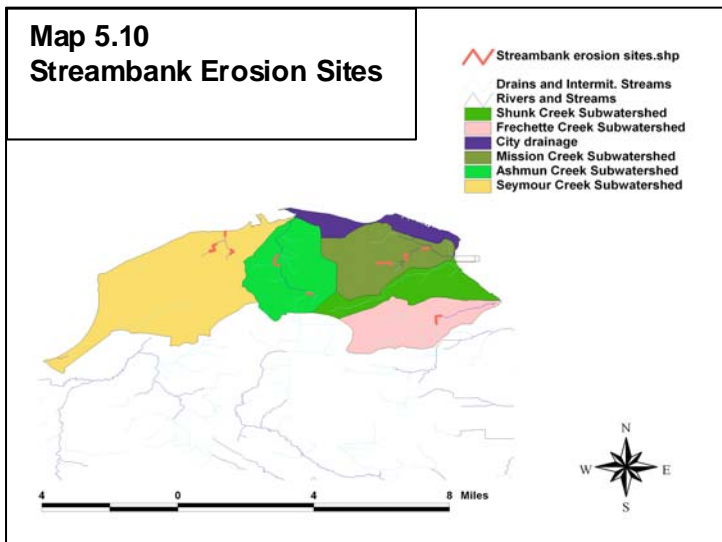 Map 5.10
Streambank Erosion Sites
Streambank erosion sites.shp
Drains and Intermit. Streams
Rivers and Streams
Shunk Creek Subwatershed
Frechette Creek Subwatershed
City drainage
Mission Creek Subwatershed
Ashmun Creek Subwatershed
Seymour Creek Subwatershed
N
W E
S
4 0 4 8 Miles